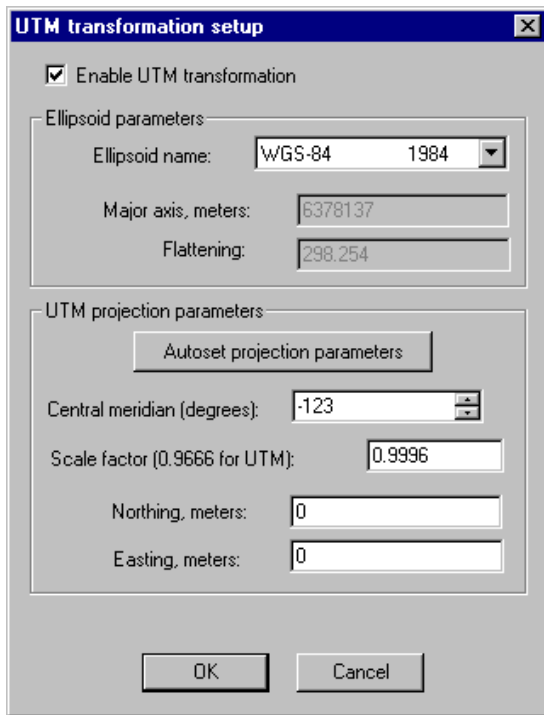 UTM transformation setup
Enable UTM transformation
Ellipsoid parameters
Ellipsoid name: WGS-84 1984
Major axis, meters: 6378137
Flattening: 298.254
UTM projection parameters
Autoset projection parameters
Central meridian (degrees): -123
Scale factor (0.9666 for UTM): 0.9996
Northing, meters: 0
Easting, meters: 0
OK Cancel